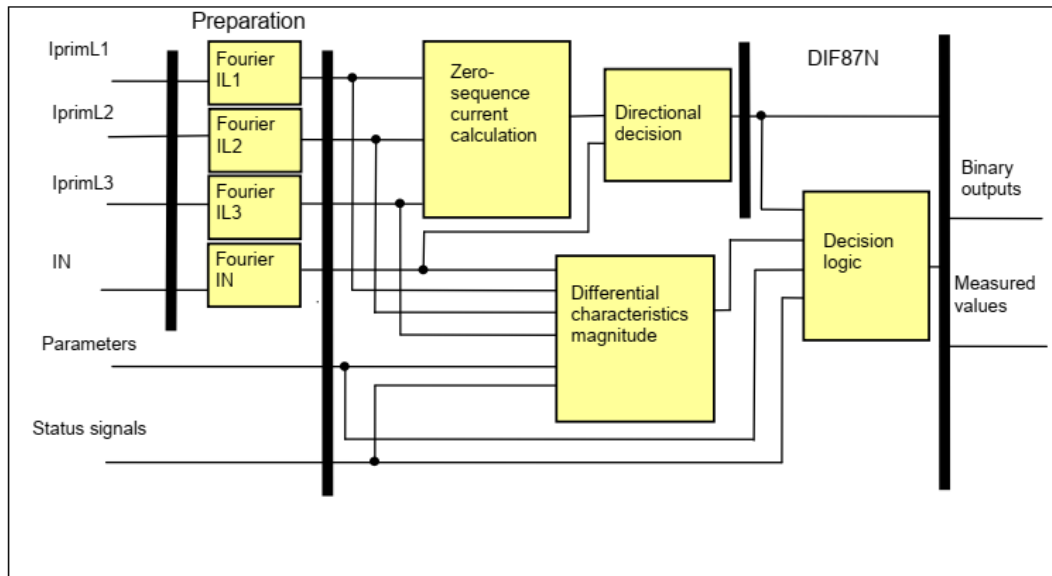 Preparation
IprimL1
Fourier
IL1
IprimL2
Fourier
IL2
IprimL3
Fourier
IL3
IN
Fourier
IN
Parameters
Status signals
Zero-
sequence
current
calculation
Directional
decision
Differential
characteristics
magnitude
DIF87N
Decision
logic
Binary
outputs
Measured
values